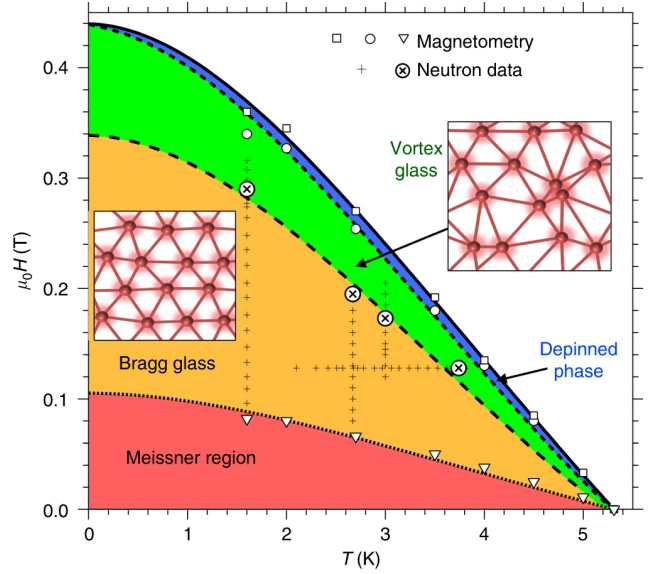 Magnetometry
Neutron data
0.4
Vortex
glass
0.3
μ₀H (T)
0.2
Bragg glass
Depinned
phase
0.1
Meissner region
0.0
0 1 2 3 4 5
T (K)